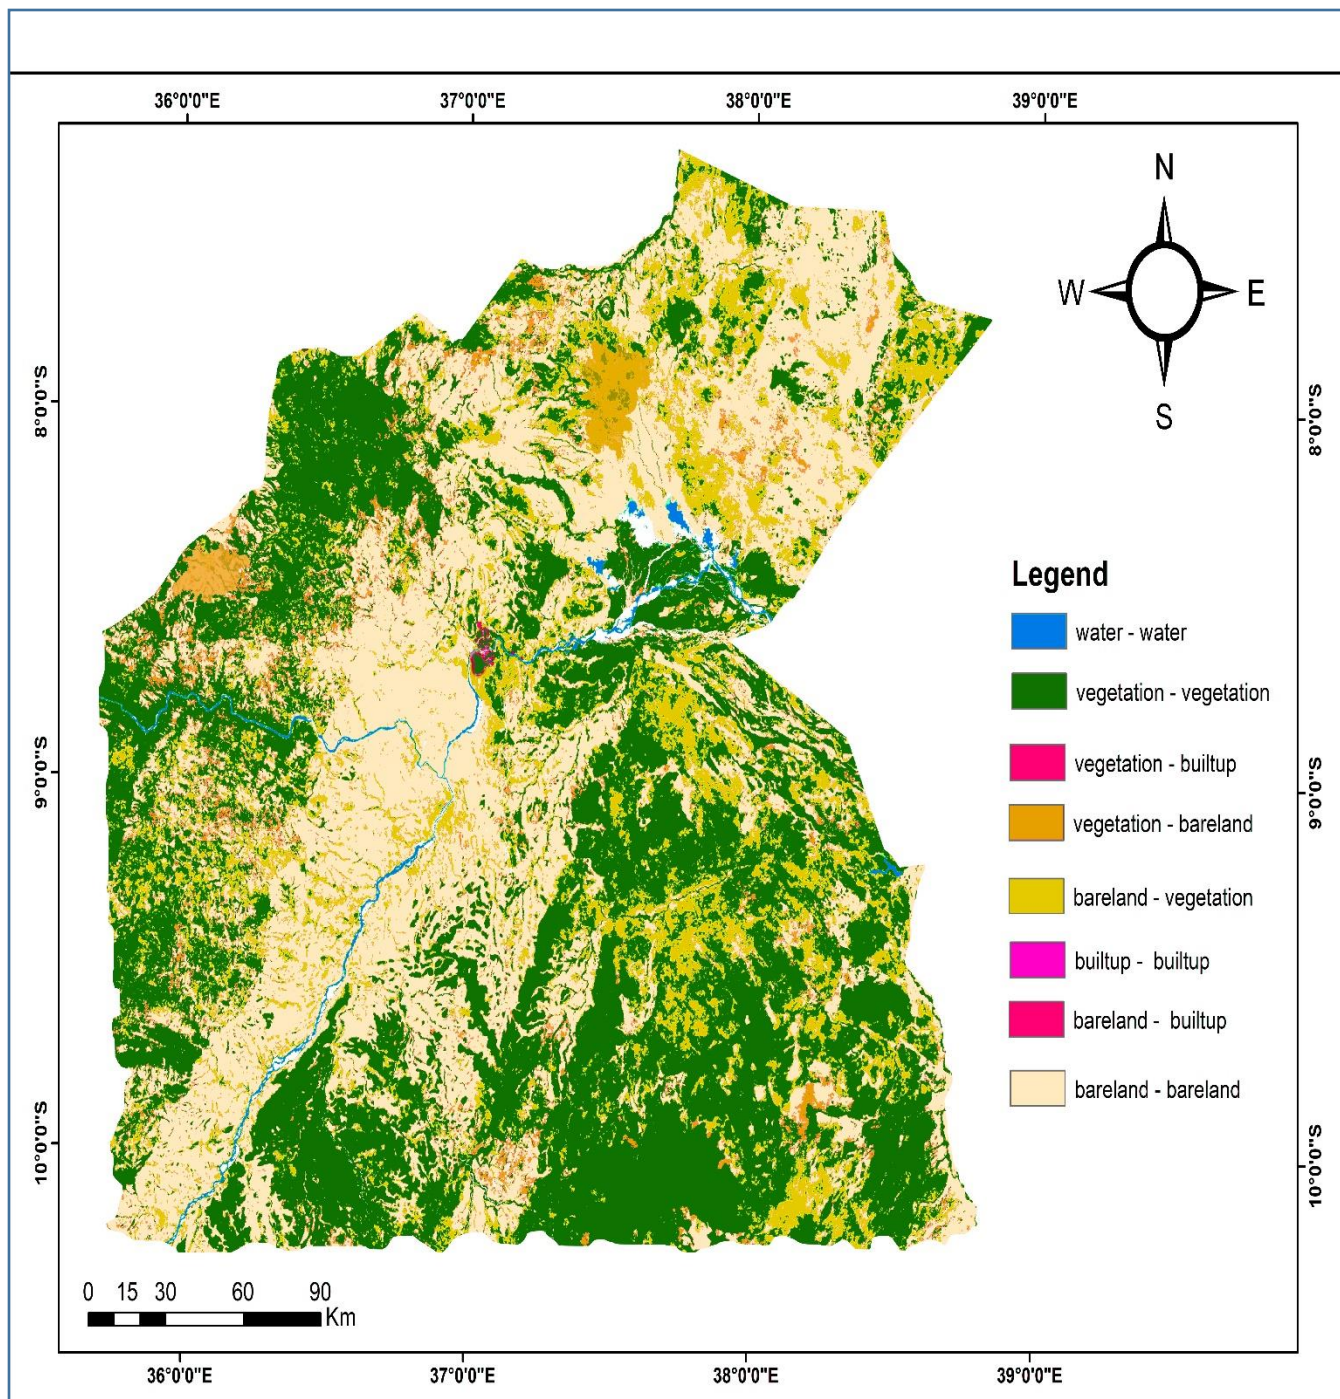 36°0'0"E 37°0'0"E 38°0'0"E 39°0'0"E
N
W E
S
8°0'0"S 8°0'0"S
9°0'0"S 9°0'0"S
10°0'0"S 10°0'0"S
Legend
water - water
vegetation - vegetation
vegetation - builtup
vegetation - bareland
bareland - vegetation
builtup - builtup
bareland - builtup
bareland - bareland
0 15 30 60 90
Km
36°0'0"E 37°0'0"E 38°0'0"E 39°0'0"E